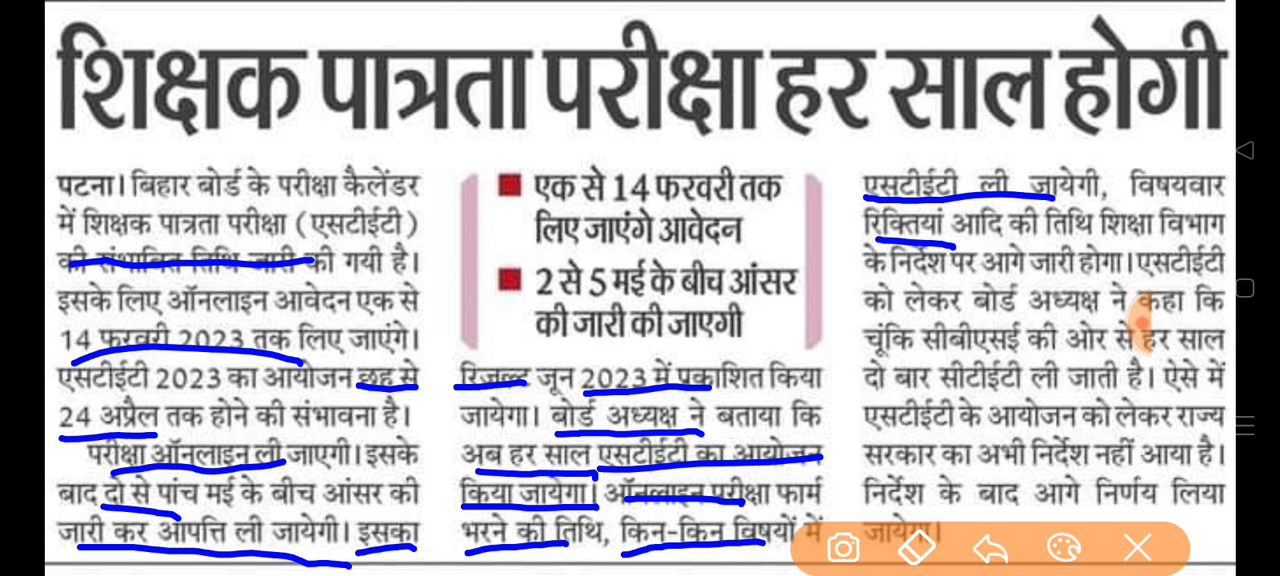 शिक्षक पात्रता परीक्षा हर साल होगी
पटना। बिहार बोर्ड के परीक्षा कैलेंडर
में शिक्षक पात्रता परीक्षा (एसटीईटी)
की संभावित तिथि जारी की गयी है।
इसके लिए ऑनलाइन आवेदन एक से
14 फरवरी 2023 तक लिए जाएंगे।
एसटीईटी 2023 का आयोजन छह से
24 अप्रैल तक होने की संभावना है।
परीक्षा ऑनलाइन ली जाएगी। इसके
बाद दो से पांच मई के बीच आंसर की
जारी कर आपत्ति ली जायेगी। इसका
एक से 14 फरवरी तक
लिए जाएंगे आवेदन
2 से 5 मई के बीच आंसर
की जारी की जाएगी
रिजल्ट जून 2023 में प्रकाशित किया
जायेगा। बोर्ड अध्यक्ष ने बताया कि
अब हर साल एसटीईटी का आयोजन
किया जायेगा। ऑनलाइन परीक्षा फार्म
भरने की तिथि, किन-किन विषयों में
एसटीईटी ली जायेगी, विषयवार
रिक्तियां आदि की तिथि शिक्षा विभाग
के निर्देश पर आगे जारी होगा। एसटीईटी
को लेकर बोर्ड अध्यक्ष ने कहा कि
चूंकि सीबीएसई की ओर से हर साल
दो बार सीटीईटी ली जाती है। ऐसे में
एसटीईटी के आयोजन को लेकर राज्य
सरकार का अभी निर्देश नहीं आया है।
निर्देश के बाद आगे निर्णय लिया
जायेगा।